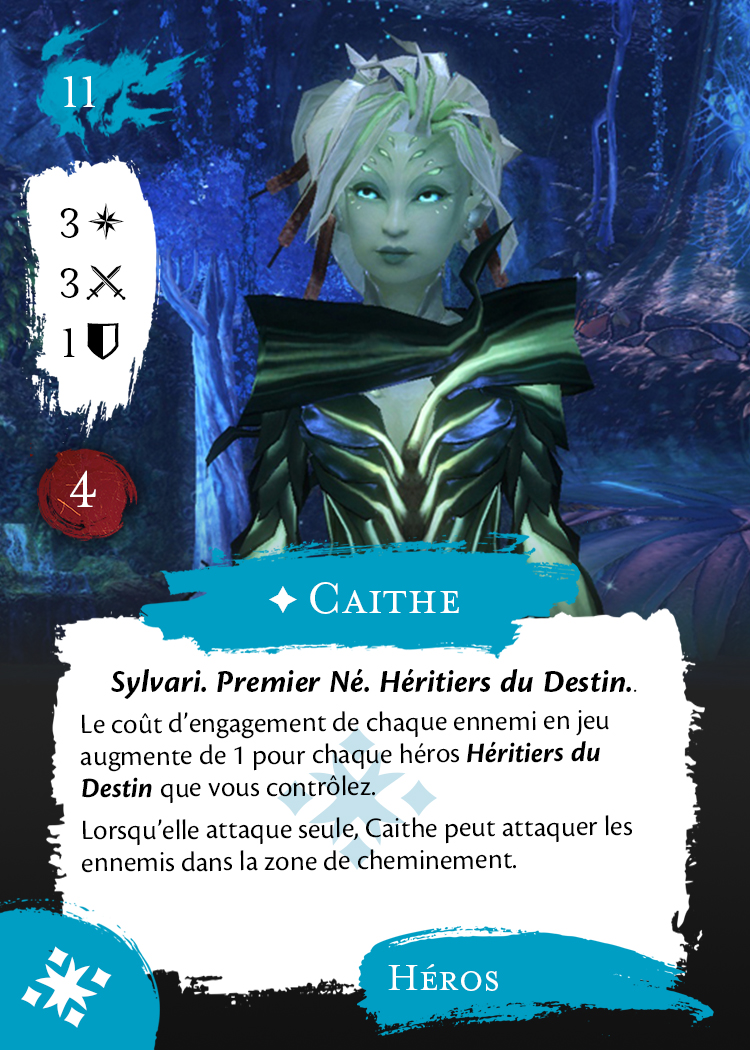 11
3
3
1
4
Caithe
Sylvari. Premier Né. Héritiers du Destin..
Le coût d'engagement de chaque ennemi en jeu
augmente de 1 pour chaque héros Héritiers du
Destin que vous contrôlez.
Lorsqu'elle attaque seule, Caithe peut attaquer les
ennemis dans la zone de cheminement.
Héros